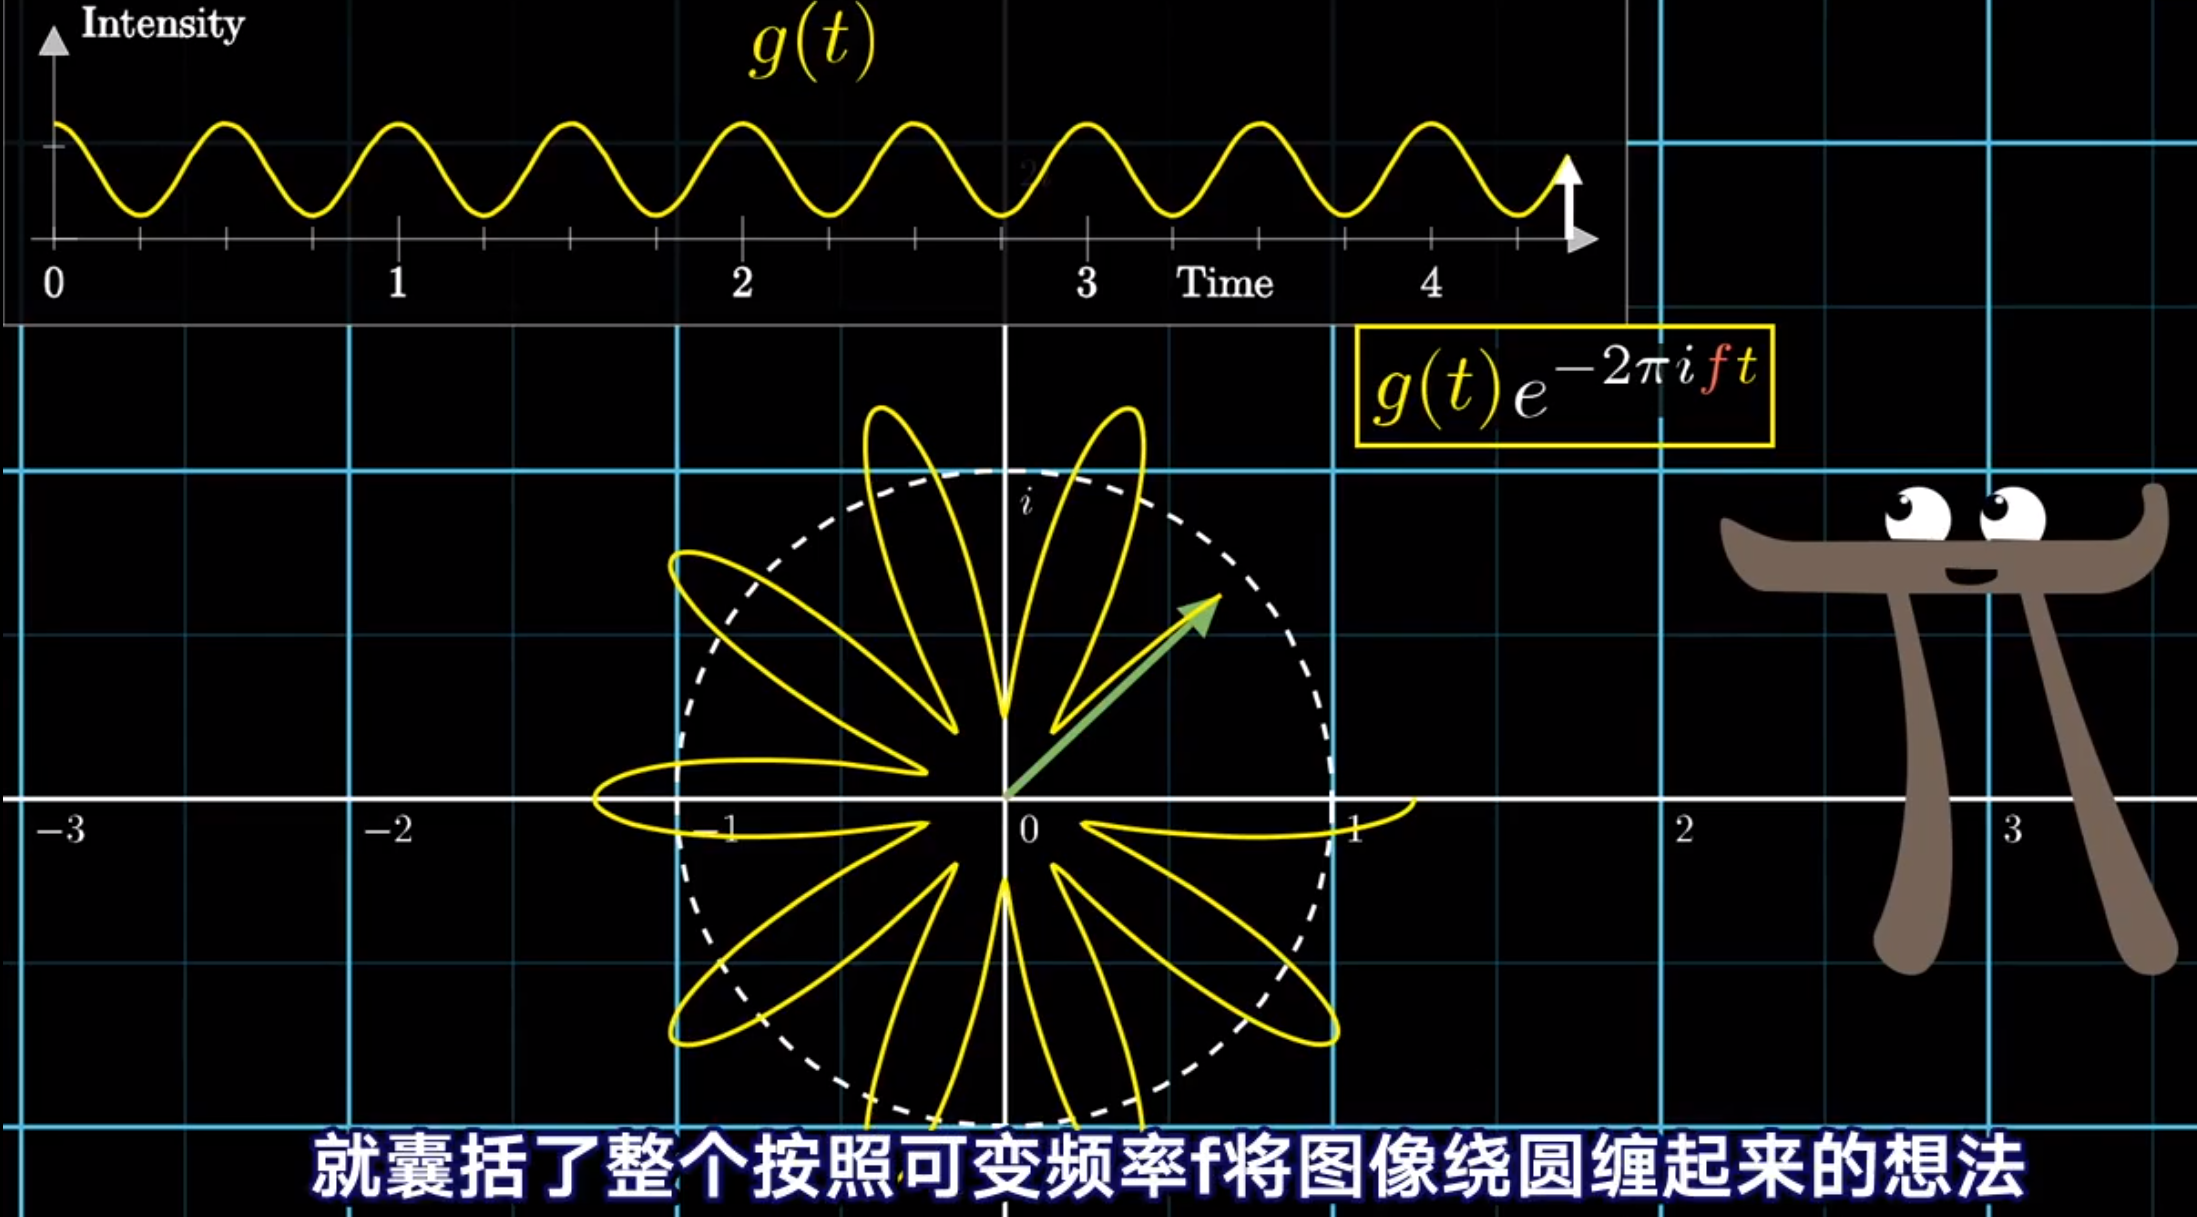 Intensity
g(t)
0 1 2 3 Time 4
g(t)e^{-2πift}
i
−3 −2 −1 0 1 2 3
就囊括了整个按照可变频率f将图像绕圆缠起来的想法